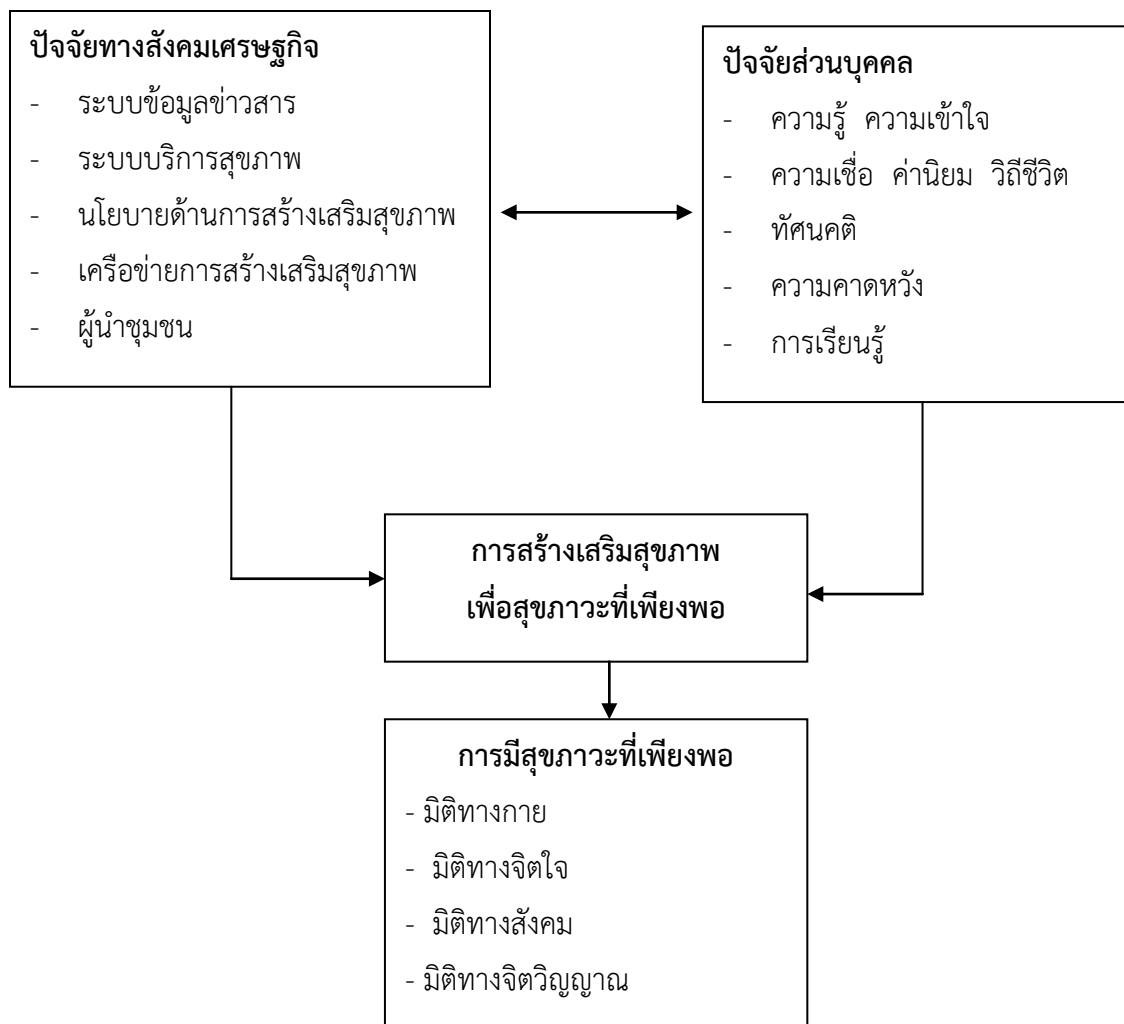 ปัจจัยทางสังคมเศรษฐกิจ
- ระบบข้อมูลข่าวสาร
- ระบบบริการสุขภาพ
- นโยบายด้านการสร้างเสริมสุขภาพ
- เครือข่ายการสร้างเสริมสุขภาพ
- ผู้นำชุมชน
ปัจจัยส่วนบุคคล
- ความรู้ ความเข้าใจ
- ความเชื่อ ค่านิยม วิถีชีวิต
- ทัศนคติ
- ความคาดหวัง
- การเรียนรู้
การสร้างเสริมสุขภาพ
เพื่อสุขภาวะที่เพียงพอ
การมีสุขภาวะที่เพียงพอ
- มิติทางกาย
- มิติทางจิตใจ
- มิติทางสังคม
- มิติทางจิตวิญญาณ